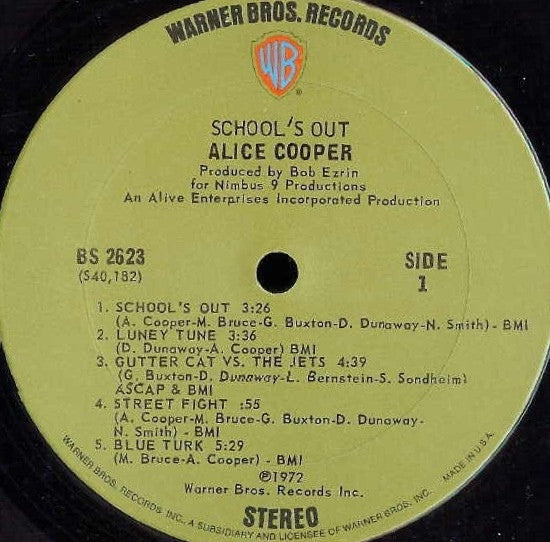 WARNER BROS. RECORDS
WB
®
SCHOOL'S OUT
ALICE COOPER
Produced by Bob Ezrin
for Nimbus 9 Productions
An Alive Enterprises Incorporated Production
BS 2623
(S40,182)
SIDE
1
1. SCHOOL'S OUT 3:26
(A. Cooper-M. Bruce-G. Buxton-D. Dunaway-N. Smith) - BMI
2. LUNEY TUNE 3:36
(D. Dunaway-A. Cooper) BMI
3. GUTTER CAT VS. THE JETS 4:39
(G. Buxton-D. Dunaway-L. Bernstein-S. Sondheim)
ASCAP & BMI
4. STREET FIGHT :55
(A. Cooper-M. Bruce-G. Buxton-D. Dunaway-
N. Smith) - BMI
5. BLUE TURK 5:29
(M. Bruce-A. Cooper) - BMI
℗1972
Warner Bros. Records Inc.
STEREO
WARNER BROS. RECORDS INC., A SUBSIDIARY AND LICENSEE OF WARNER BROS. INC. MADE IN U.S.A.